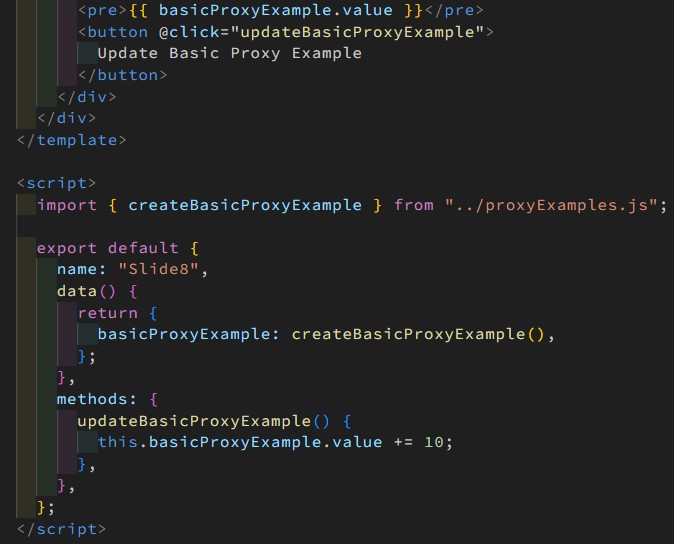 <pre>{{ basicProxyExample.value }}</pre>
<button @click="updateBasicProxyExample">
Update Basic Proxy Example
</button>
</div>
</div>
</template>
<script>
import { createBasicProxyExample } from "../proxyExamples.js";
export default {
name: "Slide8",
data() {
return {
basicProxyExample: createBasicProxyExample(),
};
},
methods: {
updateBasicProxyExample() {
this.basicProxyExample.value += 10;
},
},
};
</script>